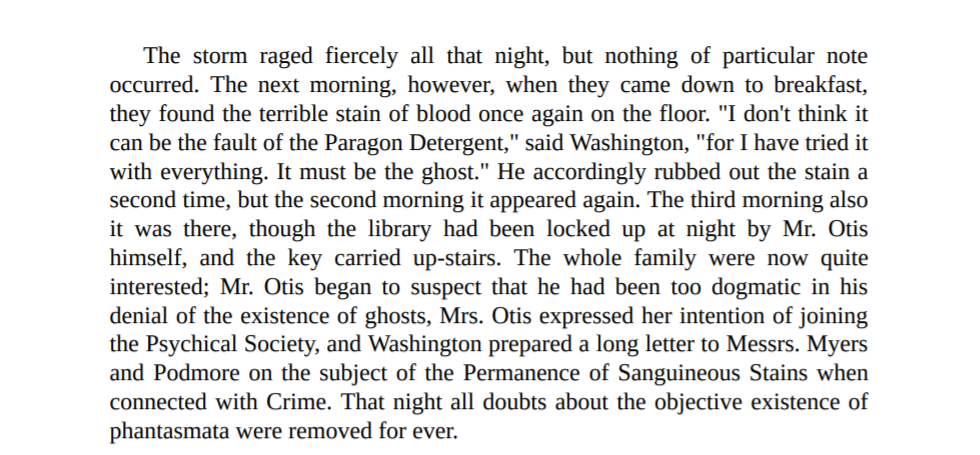 The storm raged fiercely all that night, but nothing of particular note
occurred. The next morning, however, when they came down to breakfast,
they found the terrible stain of blood once again on the floor. "I don't think it
can be the fault of the Paragon Detergent," said Washington, "for I have tried it
with everything. It must be the ghost." He accordingly rubbed out the stain a
second time, but the second morning it appeared again. The third morning also
it was there, though the library had been locked up at night by Mr. Otis
himself, and the key carried up-stairs. The whole family were now quite
interested; Mr. Otis began to suspect that he had been too dogmatic in his
denial of the existence of ghosts, Mrs. Otis expressed her intention of joining
the Psychical Society, and Washington prepared a long letter to Messrs. Myers
and Podmore on the subject of the Permanence of Sanguineous Stains when
connected with Crime. That night all doubts about the objective existence of
phantasmata were removed for ever.